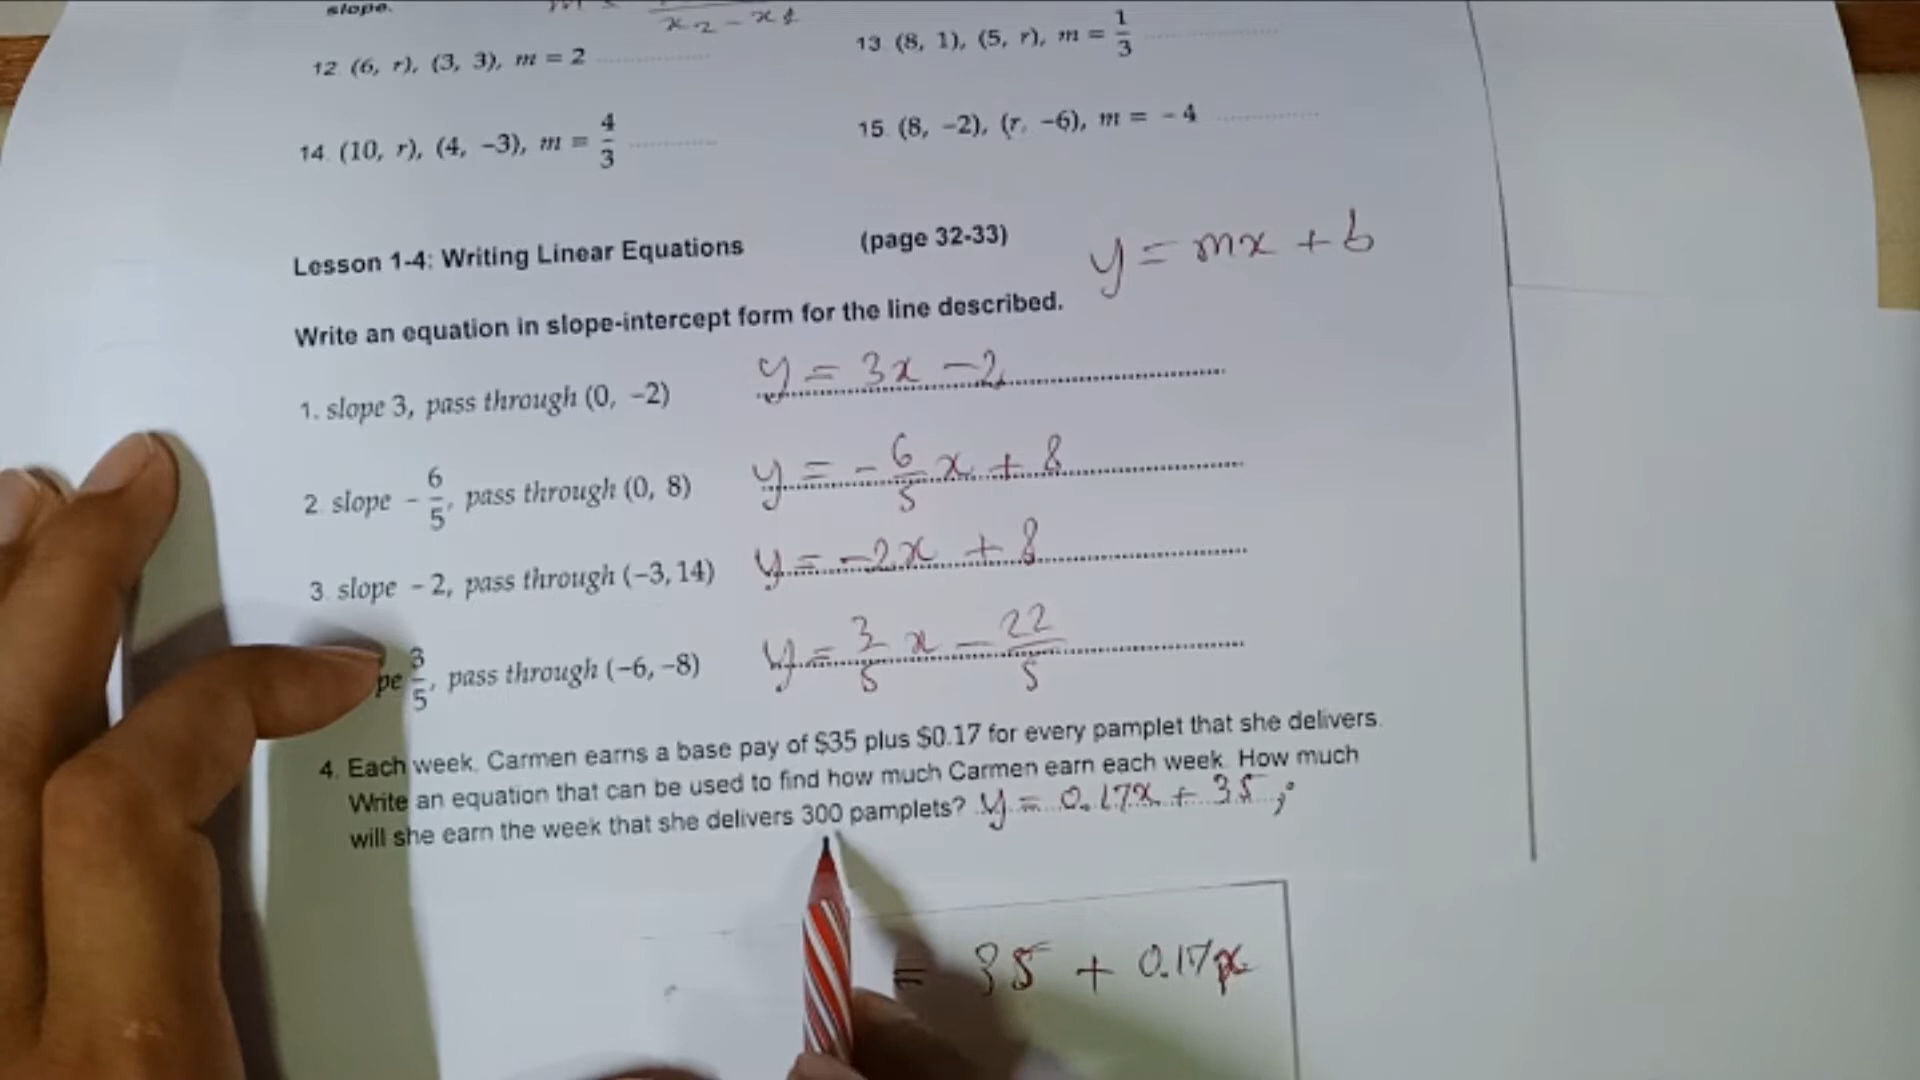 slope.
x2 - x1
12. (6, r), (3, 3), m = 2 ....................
13. (8, 1), (5, r), m = 1/3 ....................
14. (10, r), (4, −3), m = 4/3 ....................
15. (8, −2), (r, −6), m = − 4 ....................
Lesson 1-4: Writing Linear Equations (page 32-33)
y = mx + b
Write an equation in slope-intercept form for the line described.
1. slope 3, pass through (0, −2) y = 3x − 2
2. slope − 6/5, pass through (0, 8) y = − 6/5 x + 8
3. slope − 2, pass through (−3, 14) y = −2x + 8
pe 3/5, pass through (−6, −8) y = 3/5 x − 22/5
4. Each week, Carmen earns a base pay of $35 plus $0.17 for every pamplet that she delivers.
Write an equation that can be used to find how much Carmen earn each week. How much
will she earn the week that she delivers 300 pamplets? y = 0.17x + 35 ;
= 35 + 0.17x